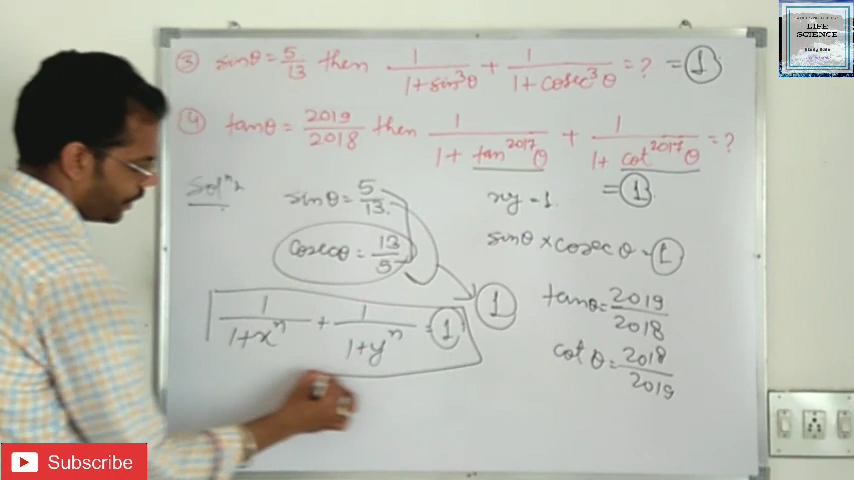 ③ sinθ = 5/13 then 1/(1+sin³θ) + 1/(1+cosec³θ) = ? = ①
④ tanθ = 2019/2018 then 1/(1+tan²⁰¹⁷θ) + 1/(1+cot²⁰¹⁷θ) = ?
= ①
Solⁿ
sinθ = 5/13
xy = 1
cosecθ = 13/5
sinθ × cosecθ = ①
①
1/(1+xⁿ) + 1/(1+yⁿ) = ①
tanθ = 2019/2018
cotθ = 2018/2019
LIFE
SCIENCE
Subscribe